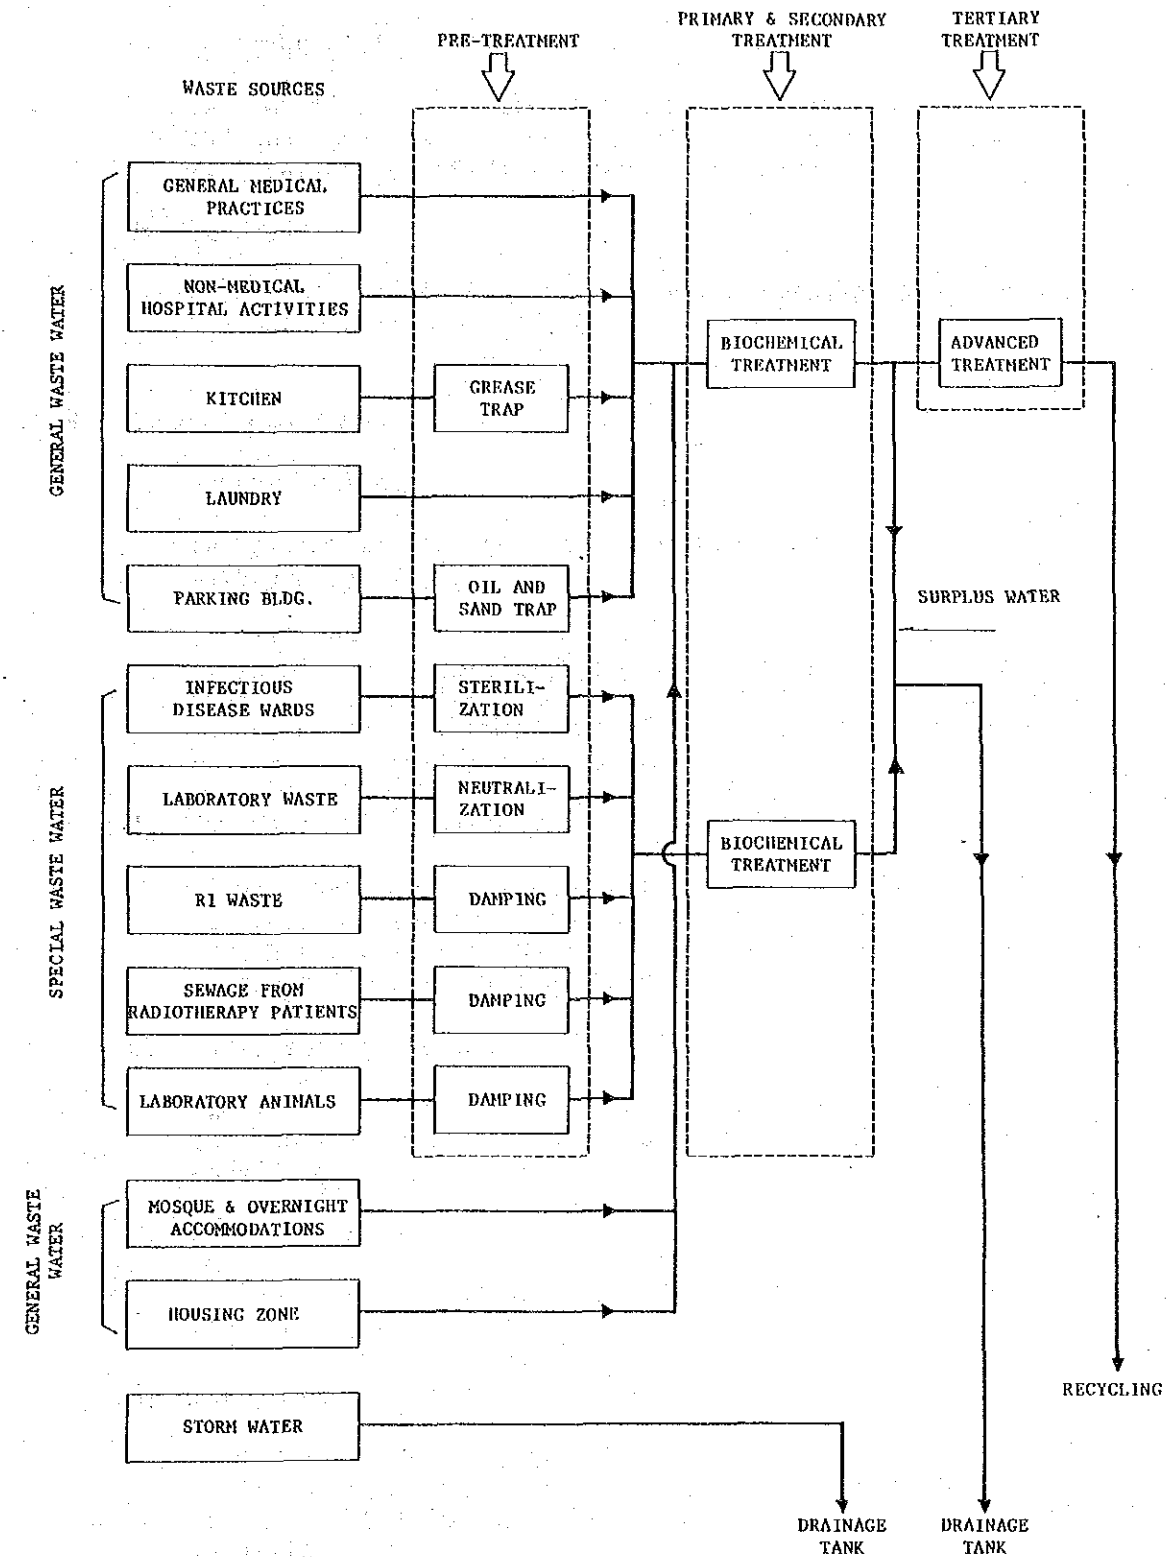 PRIMARY & SECONDARY
TREATMENT
TERTIARY
TREATMENT
PRE-TREATMENT
WASTE SOURCES
GENERAL WASTE WATER
GENERAL MEDICAL
PRACTICES
NON-MEDICAL
HOSPITAL ACTIVITIES
KITCHEN
GREASE
TRAP
LAUNDRY
PARKING BLDG.
OIL AND
SAND TRAP
BIOCHEMICAL
TREATMENT
ADVANCED
TREATMENT
SURPLUS WATER
SPECIAL WASTE WATER
INFECTIOUS
DISEASE WARDS
STERILI-
ZATION
LABORATORY WASTE
NEUTRALI-
ZATION
RI WASTE
DAMPING
SEWAGE FROM
RADIOTHERAPY PATIENTS
DAMPING
LABORATORY ANIMALS
DAMPING
BIOCHEMICAL
TREATMENT
GENERAL WASTE
WATER
MOSQUE & OVERNIGHT
ACCOMMODATIONS
HOUSING ZONE
RECYCLING
STORM WATER
DRAINAGE
TANK
DRAINAGE
TANK